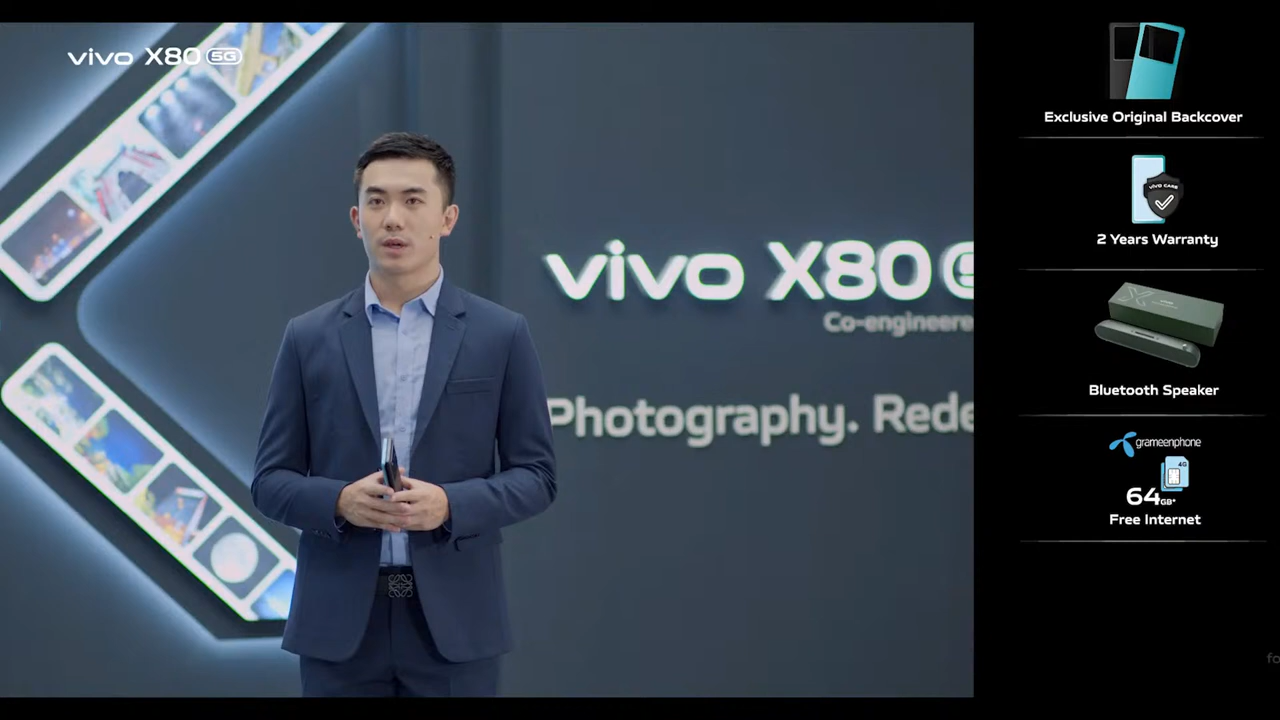 vivo X80 5G
vivo X80
Co-engineere
Photography. Rede
Exclusive Original Backcover
VIVO CARE
2 Years Warranty
Bluetooth Speaker
grameenphone
4G
64GB*
Free Internet
fo